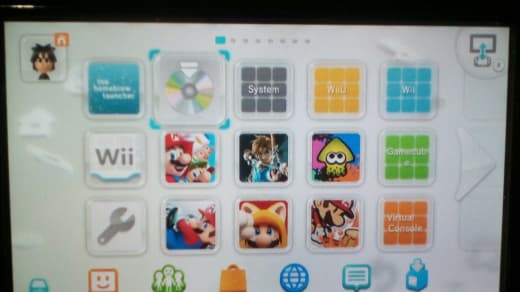 the
homebrew
launcher
System
WiiU
Wii
Wii
Gamecube
Virtual
Console